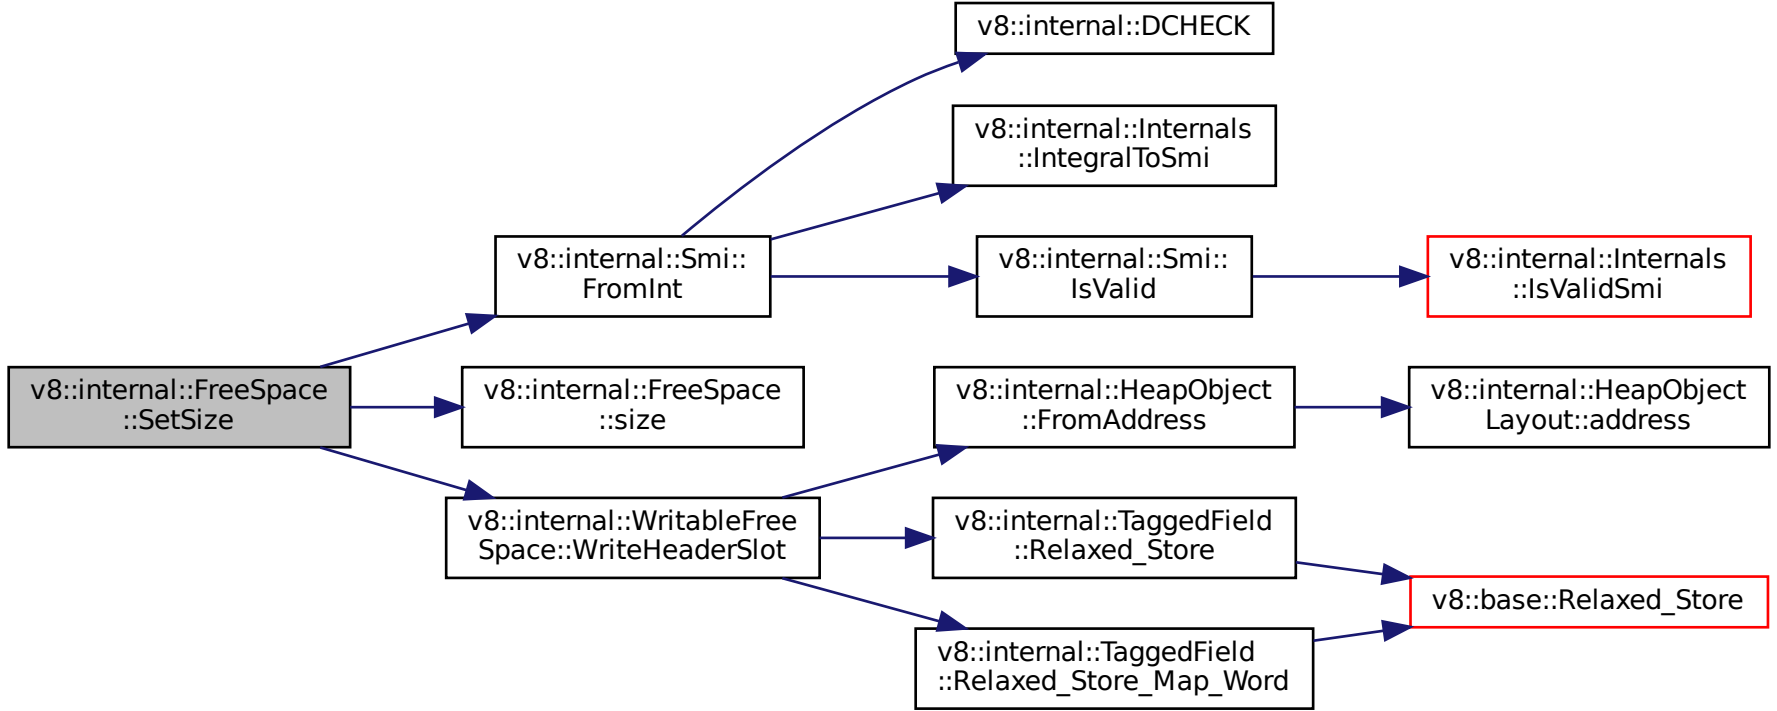 v8::internal::DCHECK
v8::internal::Internals
::IntegralToSmi
v8::internal::Smi::
FromInt
v8::internal::Smi::
IsValid
v8::internal::Internals
::IsValidSmi
v8::internal::FreeSpace
::SetSize
v8::internal::FreeSpace
::size
v8::internal::HeapObject
::FromAddress
v8::internal::HeapObject
Layout::address
v8::internal::WritableFree
Space::WriteHeaderSlot
v8::internal::TaggedField
::Relaxed_Store
v8::base::Relaxed_Store
v8::internal::TaggedField
::Relaxed_Store_Map_Word